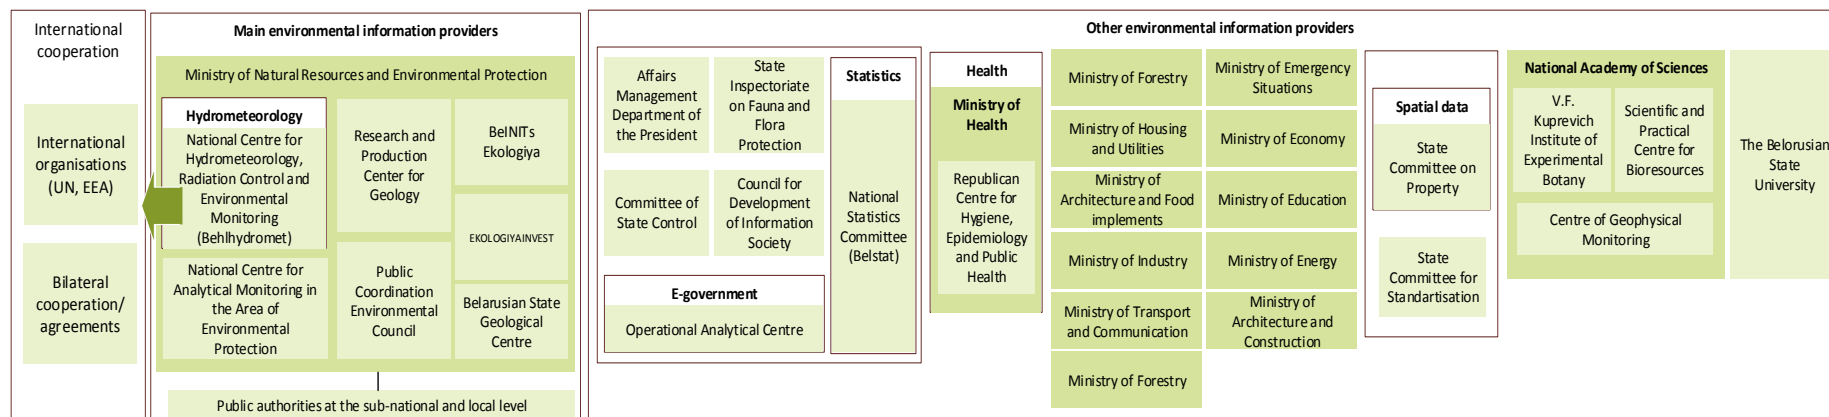 International
cooperation
International
organisations
(UN, EEA)
Bilateral
cooperation/
agreements
Main environmental information providers
Ministry of Natural Resources and Environmental Protection
Hydrometeorology
National Centre for
Hydrometeorology,
Radiation Control and
Environmental
Monitoring
(Behlhydromet)
National Centre for
Analytical Monitoring in
the Area of
Environmental
Protection
Research and
Production
Center for
Geology
Public
Coordination
Environmental
Council
BelNITs
Ekologiya
EKOLOGIYAINVEST
Belarusian State
Geological
Centre
Public authorities at the sub-national and local level
Other environmental information providers
Affairs
Management
Department of
the President
State
Inspectoriate
on Fauna and
Flora
Protection
Committee of
State Control
Council for
Development
of Information
Society
E-government
Operational Analytical Centre
Statistics
National
Statistics
Committee
(Belstat)
Health
Ministry of
Health
Republican
Centre for
Hygiene,
Epidemiology
and Public
Health
Ministry of Forestry
Ministry of Housing
and Utilities
Ministry of
Architecture and Food
implements
Ministry of Industry
Ministry of Transport
and Communication
Ministry of Forestry
Ministry of Emergency
Situations
Ministry of Economy
Ministry of Education
Ministry of Energy
Ministry of
Architecture and
Construction
Spatial data
State
Committee on
Property
State
Committee for
Standartisation
National Academy of Sciences
V.F.
Kuprevich
Institute of
Experimental
Botany
Scientific and
Practical
Centre for
Bioresources
Centre of Geophysical
Monitoring
The Belorusian
State
University